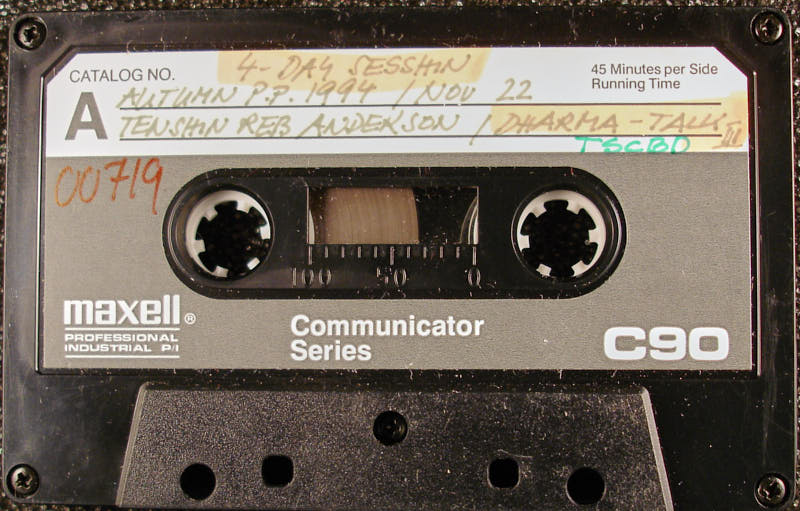 4-DAY SESSHIN
CATALOG NO.
45 Minutes per Side
Running Time
A
AUTUMN P.P. 1994 / NOV 22
TENSHIN REB ANDERSON / DHARMA-TALK III
TSCBD
00719
100 50 0
maxell®
PROFESSIONAL
INDUSTRIAL P/I
Communicator
Series
C90